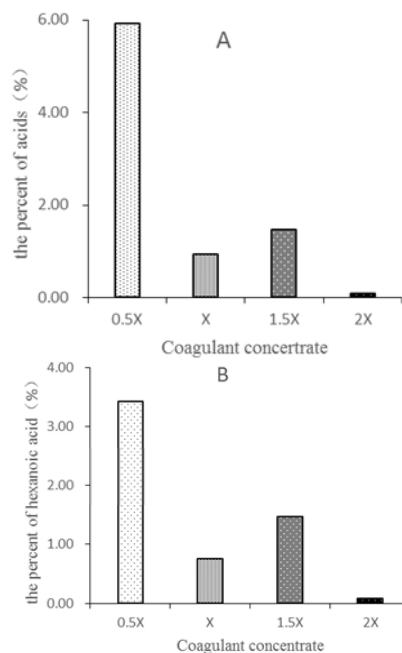 A
the percent of acids（%）
6.00
4.00
2.00
0.00
0.5X X 1.5X 2X
Coagulant concertrate
B
the percent of hexanoic acid（%）
4.00
3.00
2.00
1.00
0.00
0.5X X 1.5X 2X
Coagulant concentrate